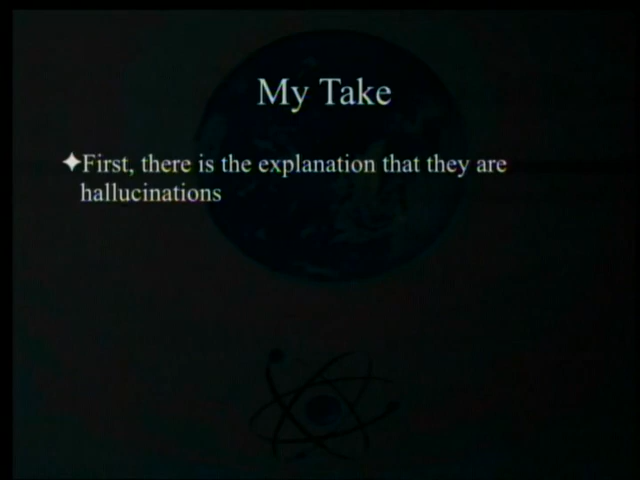 My Take
First, there is the explanation that they are
hallucinations